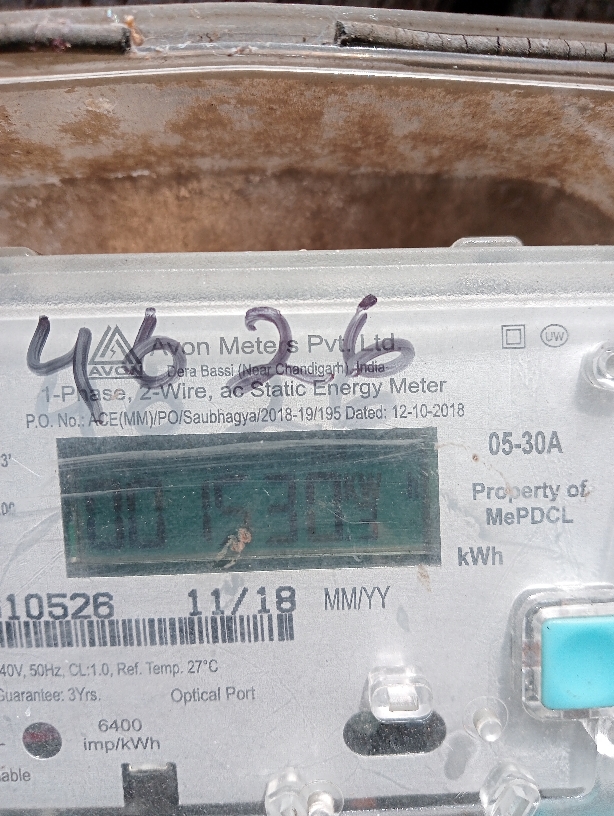 4626
Avon Meters Pvt. Ltd
AVON
Dera Bassi (Near Chandigarh) India
UW
1-Phase, 2-Wire, ac Static Energy Meter
P.O. No.: ACE(MM)/PO/Saubhagya/2018-19/195 Dated: 12-10-2018
05-30A
Property of
MePDCL
kWh
10526 11/18 MM/YY
40V, 50Hz, CL:1.0, Ref. Temp. 27°C
Guarantee: 3Yrs. Optical Port
6400
imp/kWh